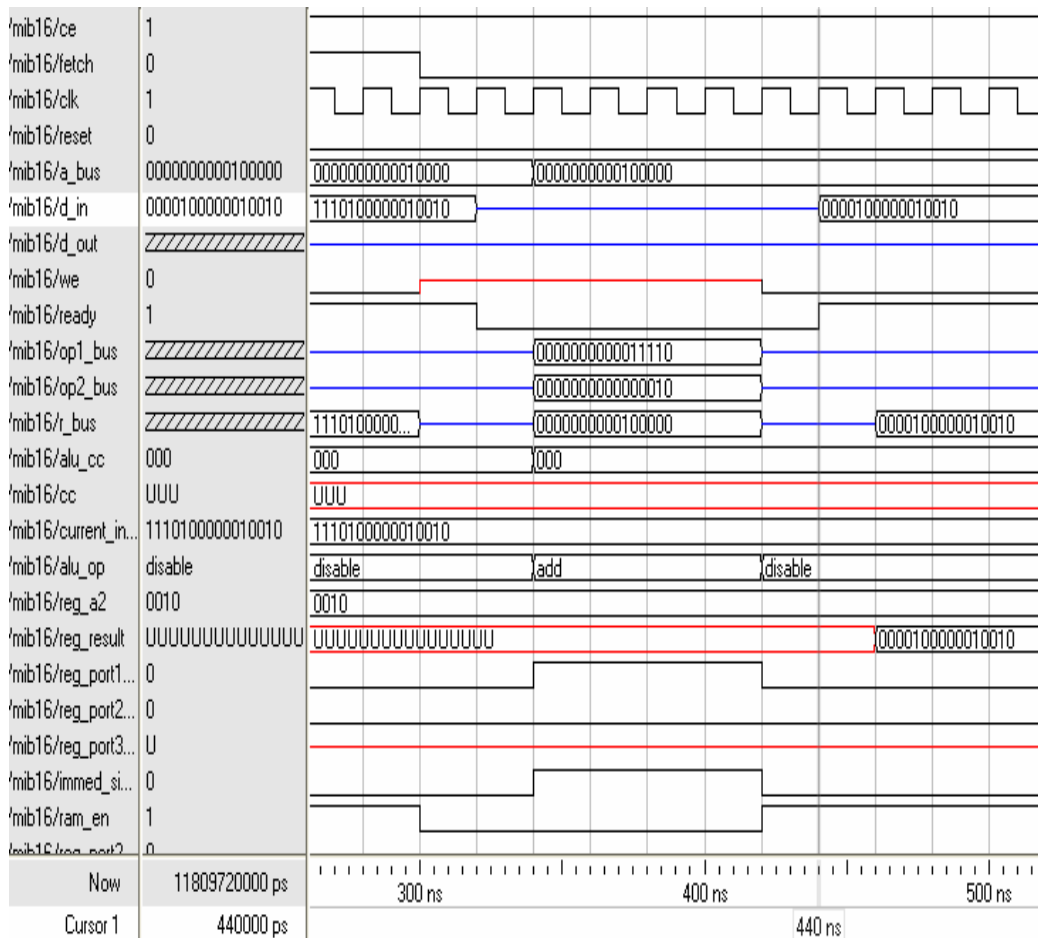 /mib16/ce 1
/mib16/fetch 0
/mib16/clk 1
/mib16/reset 0
/mib16/a_bus 0000000000100000 0000000000010000 0000000000100000
/mib16/d_in 0000100000010010 1110100000010010 0000100000010010
/mib16/d_out
/mib16/we 0
/mib16/ready 1
/mib16/op1_bus 0000000000011110
/mib16/op2_bus 0000000000000010
/mib16/r_bus 1110100000... 0000000000100000 0000100000010010
/mib16/alu_cc 000 000 000
/mib16/cc UUU UUU
/mib16/current_in... 1110100000010010 1110100000010010
/mib16/alu_op disable disable add disable
/mib16/reg_a2 0010 0010
/mib16/reg_result UUUUUUUUUUUUUUUU UUUUUUUUUUUUUUUU 0000100000010010
/mib16/reg_port1... 0
/mib16/reg_port2... 0
/mib16/reg_port3... U
/mib16/immed_si... 0
/mib16/ram_en 1
/mib16/reg_port2 0
Now 11809720000 ps 300 ns 400 ns 500 ns
Cursor 1 440000 ps 440 ns